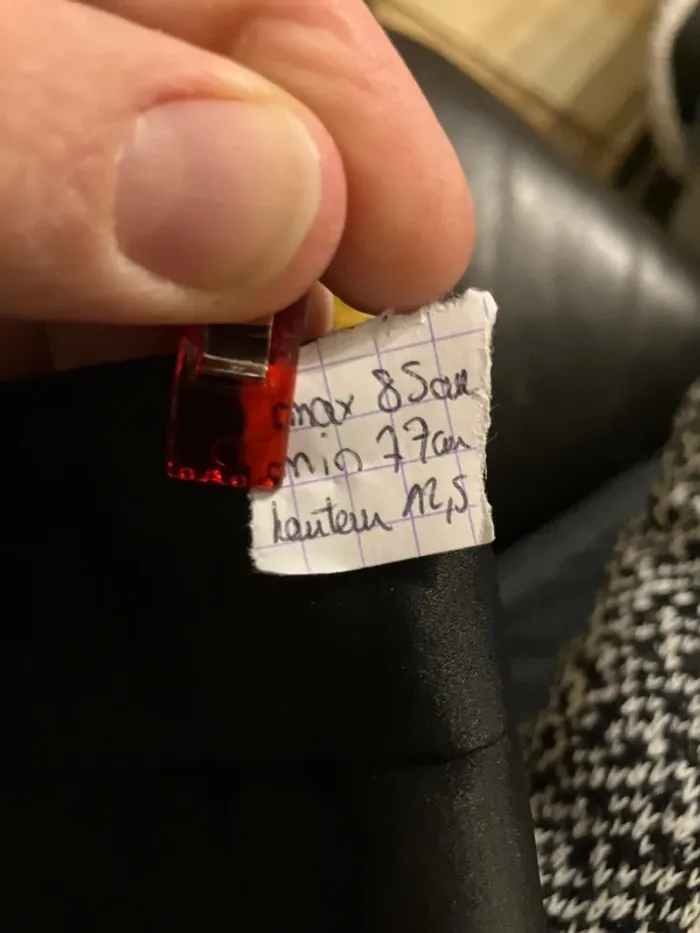 max 85cm
min 77cm
hauteur 12,5